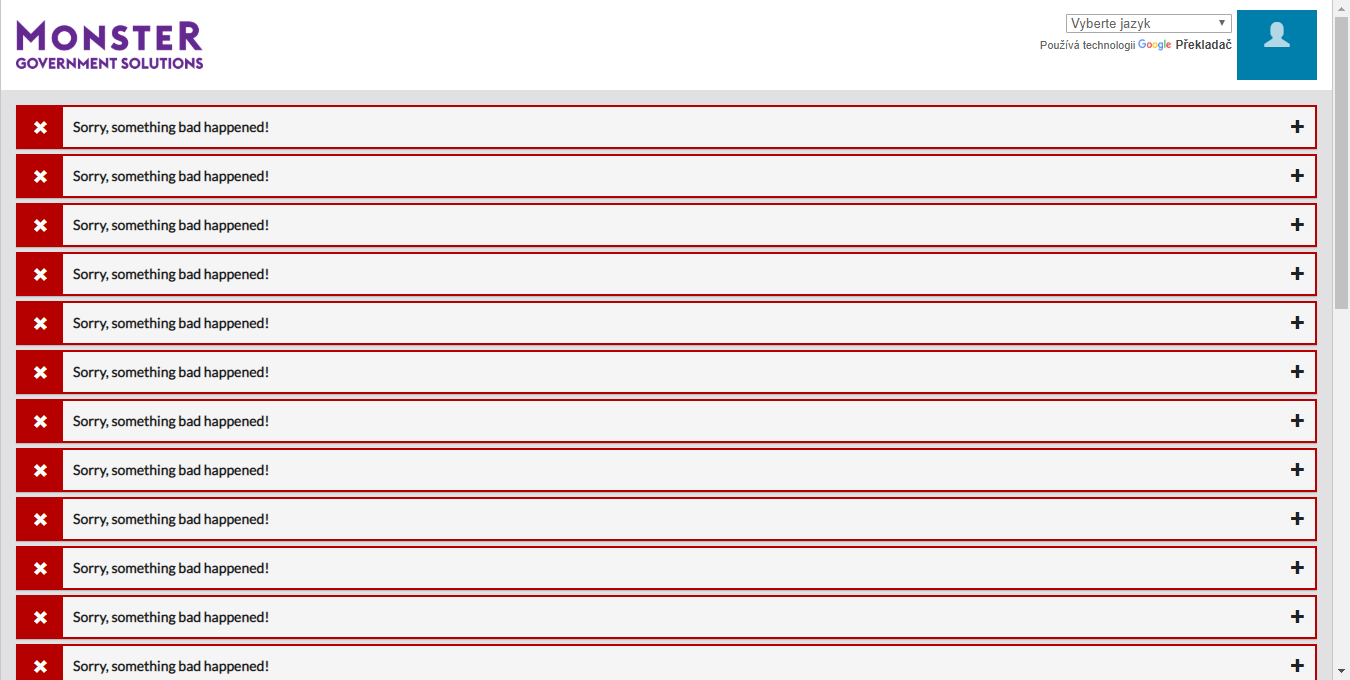 MONSTER
GOVERNMENT SOLUTIONS
Vyberte jazyk
Používá technologii Google Překladač
Sorry, something bad happened!
Sorry, something bad happened!
Sorry, something bad happened!
Sorry, something bad happened!
Sorry, something bad happened!
Sorry, something bad happened!
Sorry, something bad happened!
Sorry, something bad happened!
Sorry, something bad happened!
Sorry, something bad happened!
Sorry, something bad happened!
Sorry, something bad happened!